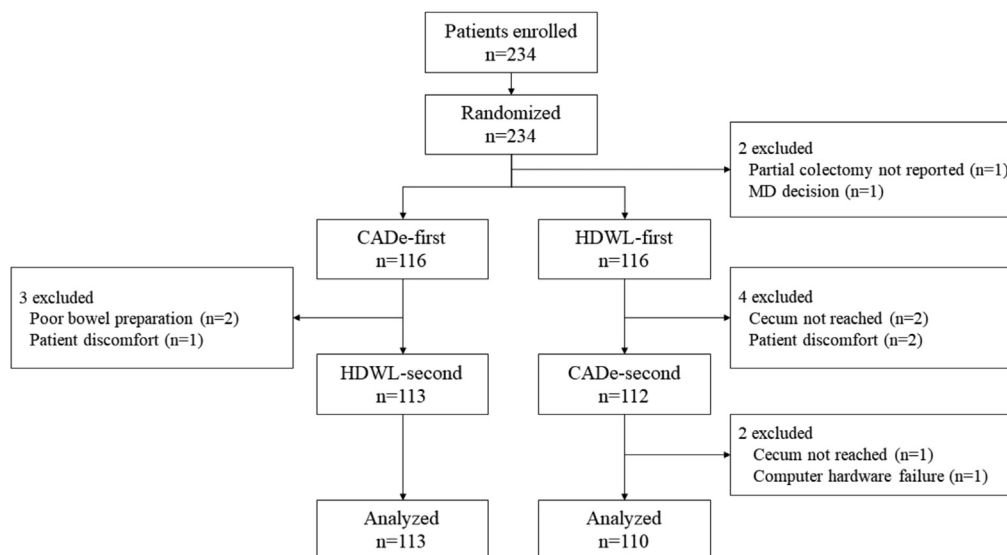 Patients enrolled
n=234
Randomized
n=234
2 excluded
Partial colectomy not reported (n=1)
MD decision (n=1)
CADe-first
n=116
HDWL-first
n=116
3 excluded
Poor bowel preparation (n=2)
Patient discomfort (n=1)
4 excluded
Cecum not reached (n=2)
Patient discomfort (n=2)
HDWL-second
n=113
CADe-second
n=112
2 excluded
Cecum not reached (n=1)
Computer hardware failure (n=1)
Analyzed
n=113
Analyzed
n=110